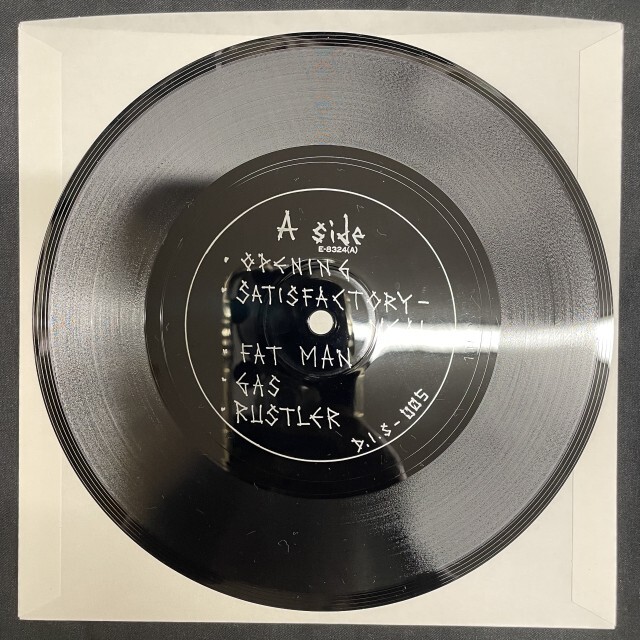 A side
E-8324(A)
• OPENING
• SATISFACTORY-
• FAT MAN
• GAS
• RUSTLER
D.I.S-005